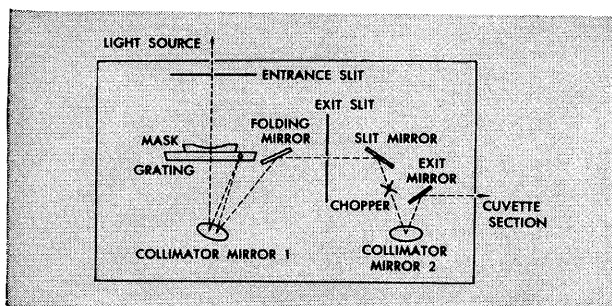 LIGHT SOURCE
ENTRANCE SLIT
EXIT SLIT
FOLDING
MIRROR
SLIT MIRROR
MASK
GRATING
EXIT
MIRROR
CHOPPER
CUVETTE
SECTION
COLLIMATOR MIRROR 1
COLLIMATOR
MIRROR 2